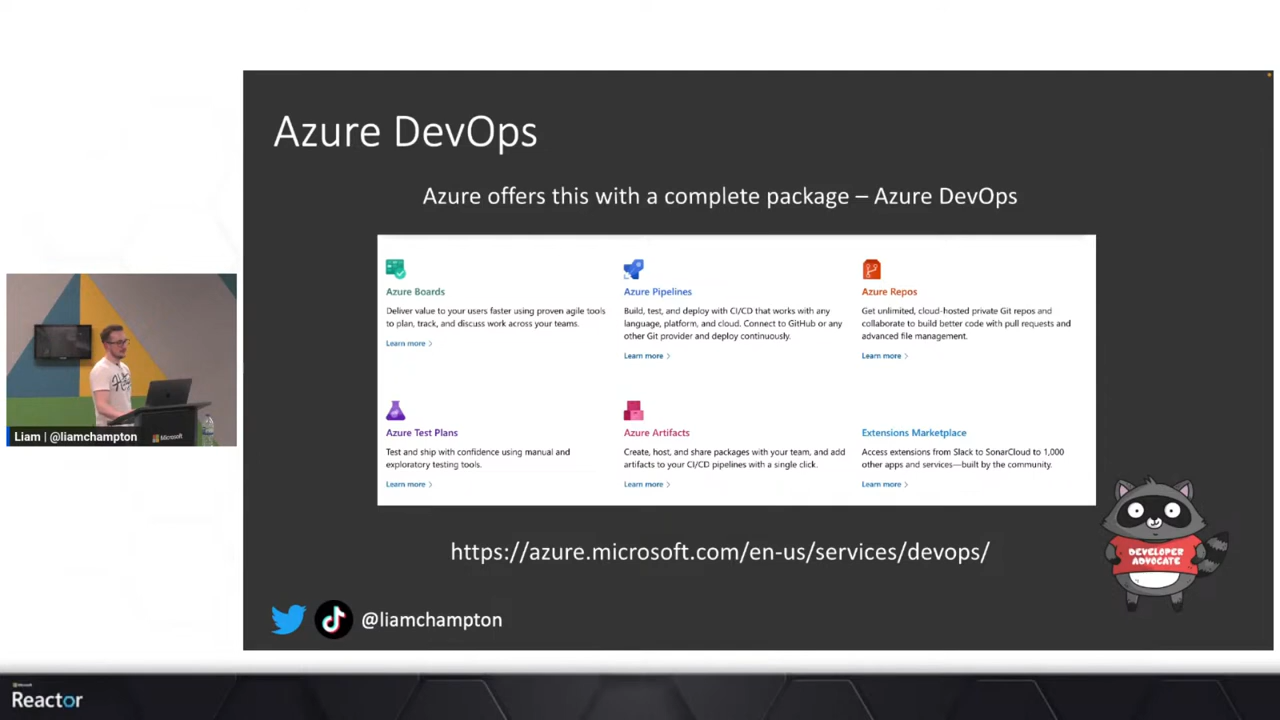 Azure DevOps
Azure offers this with a complete package – Azure DevOps
Azure Boards
Deliver value to your users faster using proven agile tools
to plan, track, and discuss work across your teams.
Learn more >
Azure Pipelines
Build, test, and deploy with CI/CD that works with any
language, platform, and cloud. Connect to GitHub or any
other Git provider and deploy continuously.
Learn more >
Azure Repos
Get unlimited, cloud-hosted private Git repos and
collaborate to build better code with pull requests and
advanced file management.
Learn more >
Azure Test Plans
Test and ship with confidence using manual and
exploratory testing tools.
Learn more >
Azure Artifacts
Create, host, and share packages with your team, and add
artifacts to your CI/CD pipelines with a single click.
Learn more >
Extensions Marketplace
Access extensions from Slack to SonarCloud to 1,000
other apps and services—built by the community.
Learn more >
https://azure.microsoft.com/en-us/services/devops/
DEVELOPER
ADVOCATE
@liamchampton
Liam | @liamchampton
Microsoft
Microsoft
Reactor